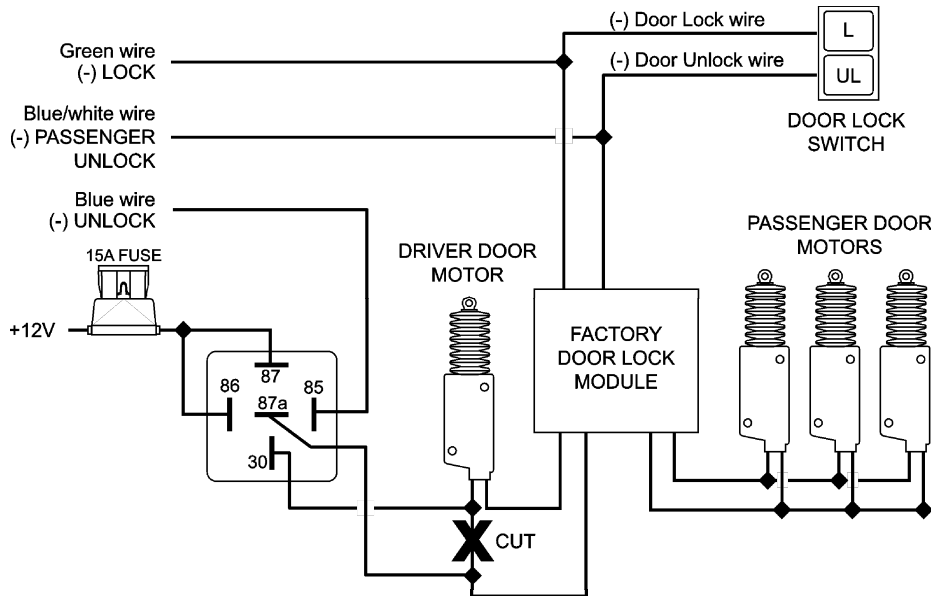 (-) Door Lock wire
L
Green wire
(-) LOCK
(-) Door Unlock wire
UL
Blue/white wire
(-) PASSENGER
UNLOCK
DOOR LOCK
SWITCH
Blue wire
(-) UNLOCK
PASSENGER DOOR
MOTORS
DRIVER DOOR
MOTOR
15A FUSE
+12V
FACTORY
DOOR LOCK
MODULE
87
86
85
87a
30
CUT